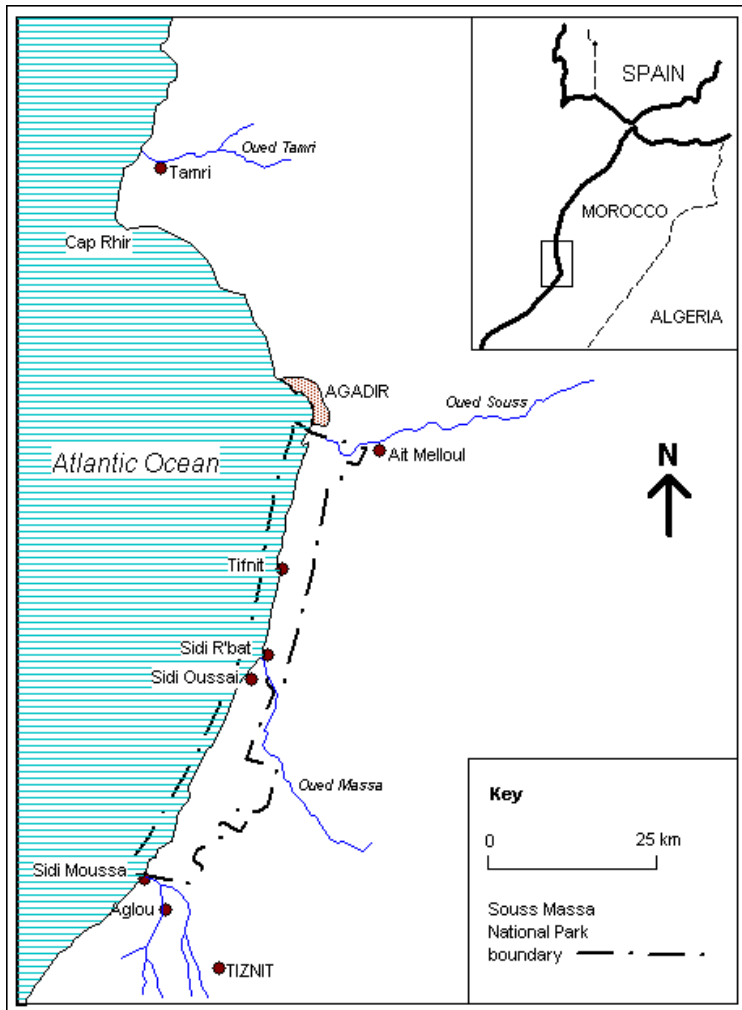 SPAIN
MOROCCO
ALGERIA
Oued Tamri
Tamri
Cap Rhir
AGADIR
Oued Souss
Ait Melloul
Atlantic Ocean
N
Tifnit
Sidi R'bat
Sidi Oussai
Oued Massa
Sidi Moussa
Aglou
TIZNIT
Key
0 25 km
Souss Massa
National Park
boundary